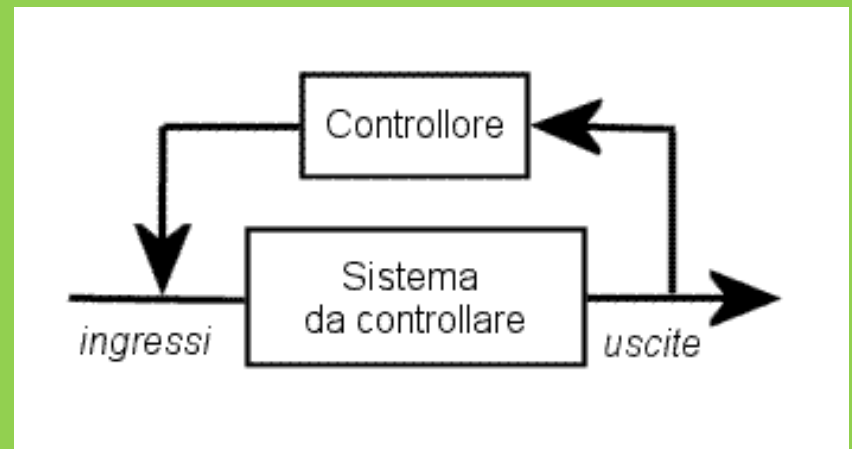 Controllore
Sistema
da controllare
ingressi
uscite